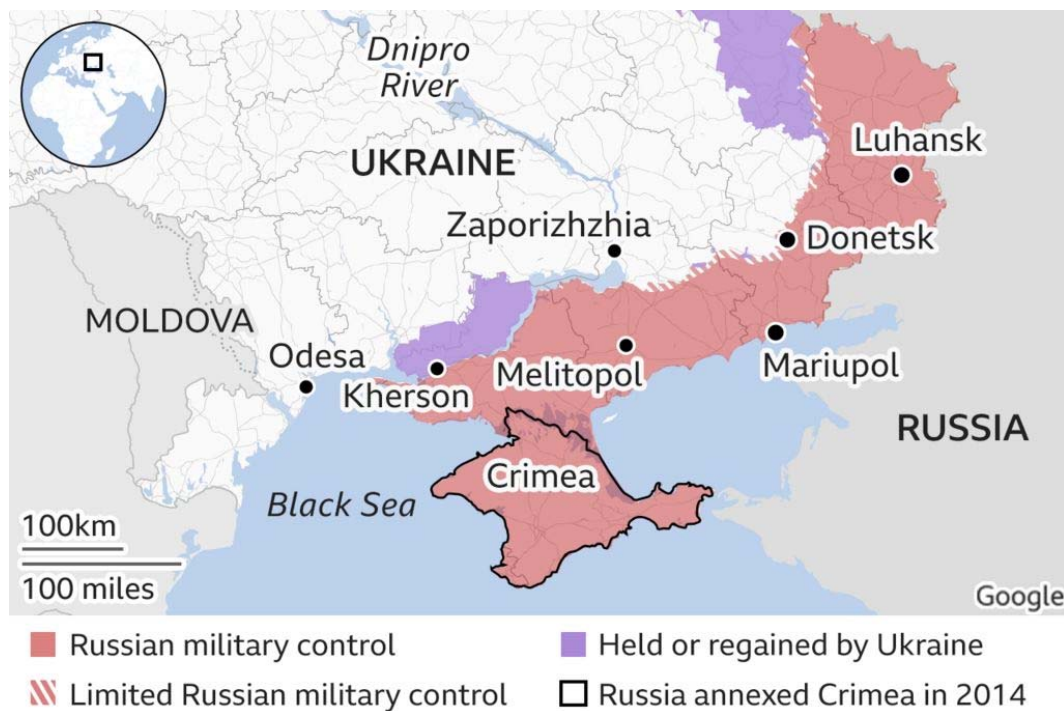 Dnipro
River
UKRAINE
Luhansk
Zaporizhzhia
Donetsk
MOLDOVA
Odesa
Kherson
Melitopol
Mariupol
RUSSIA
Crimea
Black Sea
100km
100 miles
Google
Russian military control
Held or regained by Ukraine
Limited Russian military control
Russia annexed Crimea in 2014